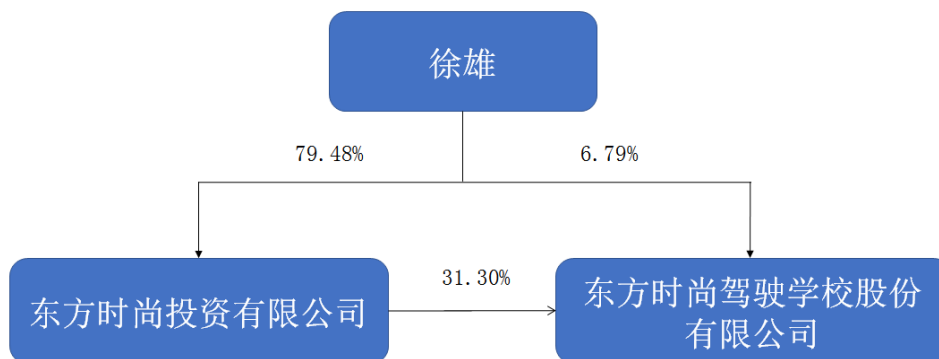 徐雄
79.48%
6.79%
31.30%
东方时尚投资有限公司
东方时尚驾驶学校股份
有限公司